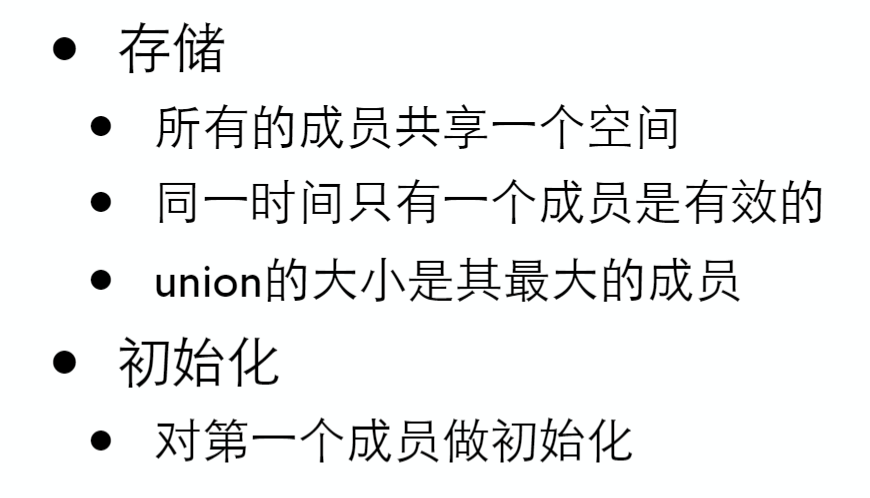 • 存储
• 所有的成员共享一个空间
• 同一时间只有一个成员是有效的
• union的大小是其最大的成员
• 初始化
• 对第一个成员做初始化